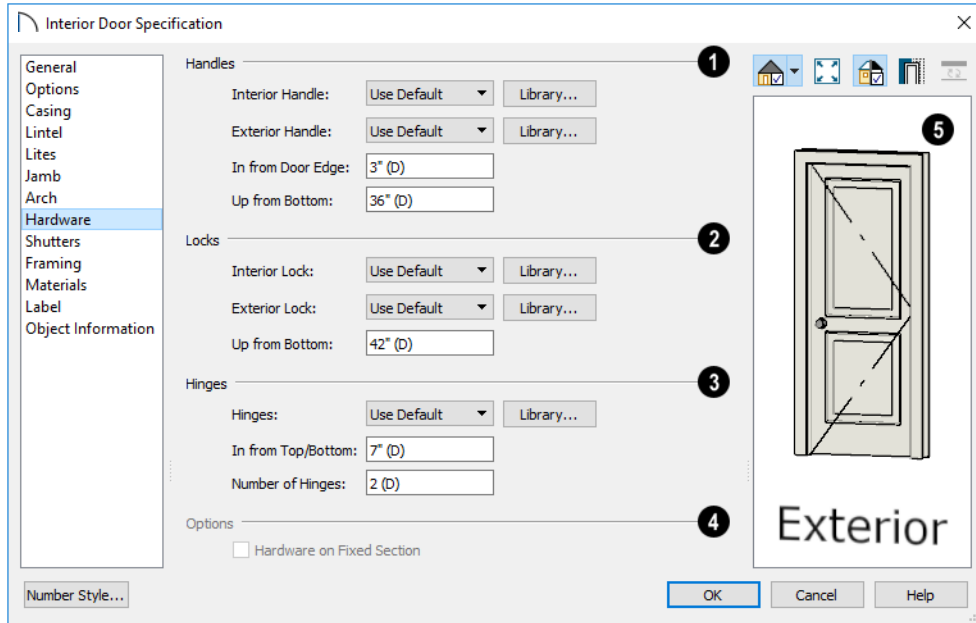 Interior Door Specification
General
Options
Casing
Lintel
Lites
Jamb
Arch
Hardware
Shutters
Framing
Materials
Label
Object Information
Handles
1
Interior Handle: Use Default Library...
Exterior Handle: Use Default Library...
In from Door Edge: 3" (D)
Up from Bottom: 36" (D)
Locks
2
Interior Lock: Use Default Library...
Exterior Lock: Use Default Library...
Up from Bottom: 42" (D)
Hinges
3
Hinges: Use Default Library...
In from Top/Bottom: 7" (D)
Number of Hinges: 2 (D)
Options
4
Hardware on Fixed Section
5
Exterior
Number Style...
OK
Cancel
Help